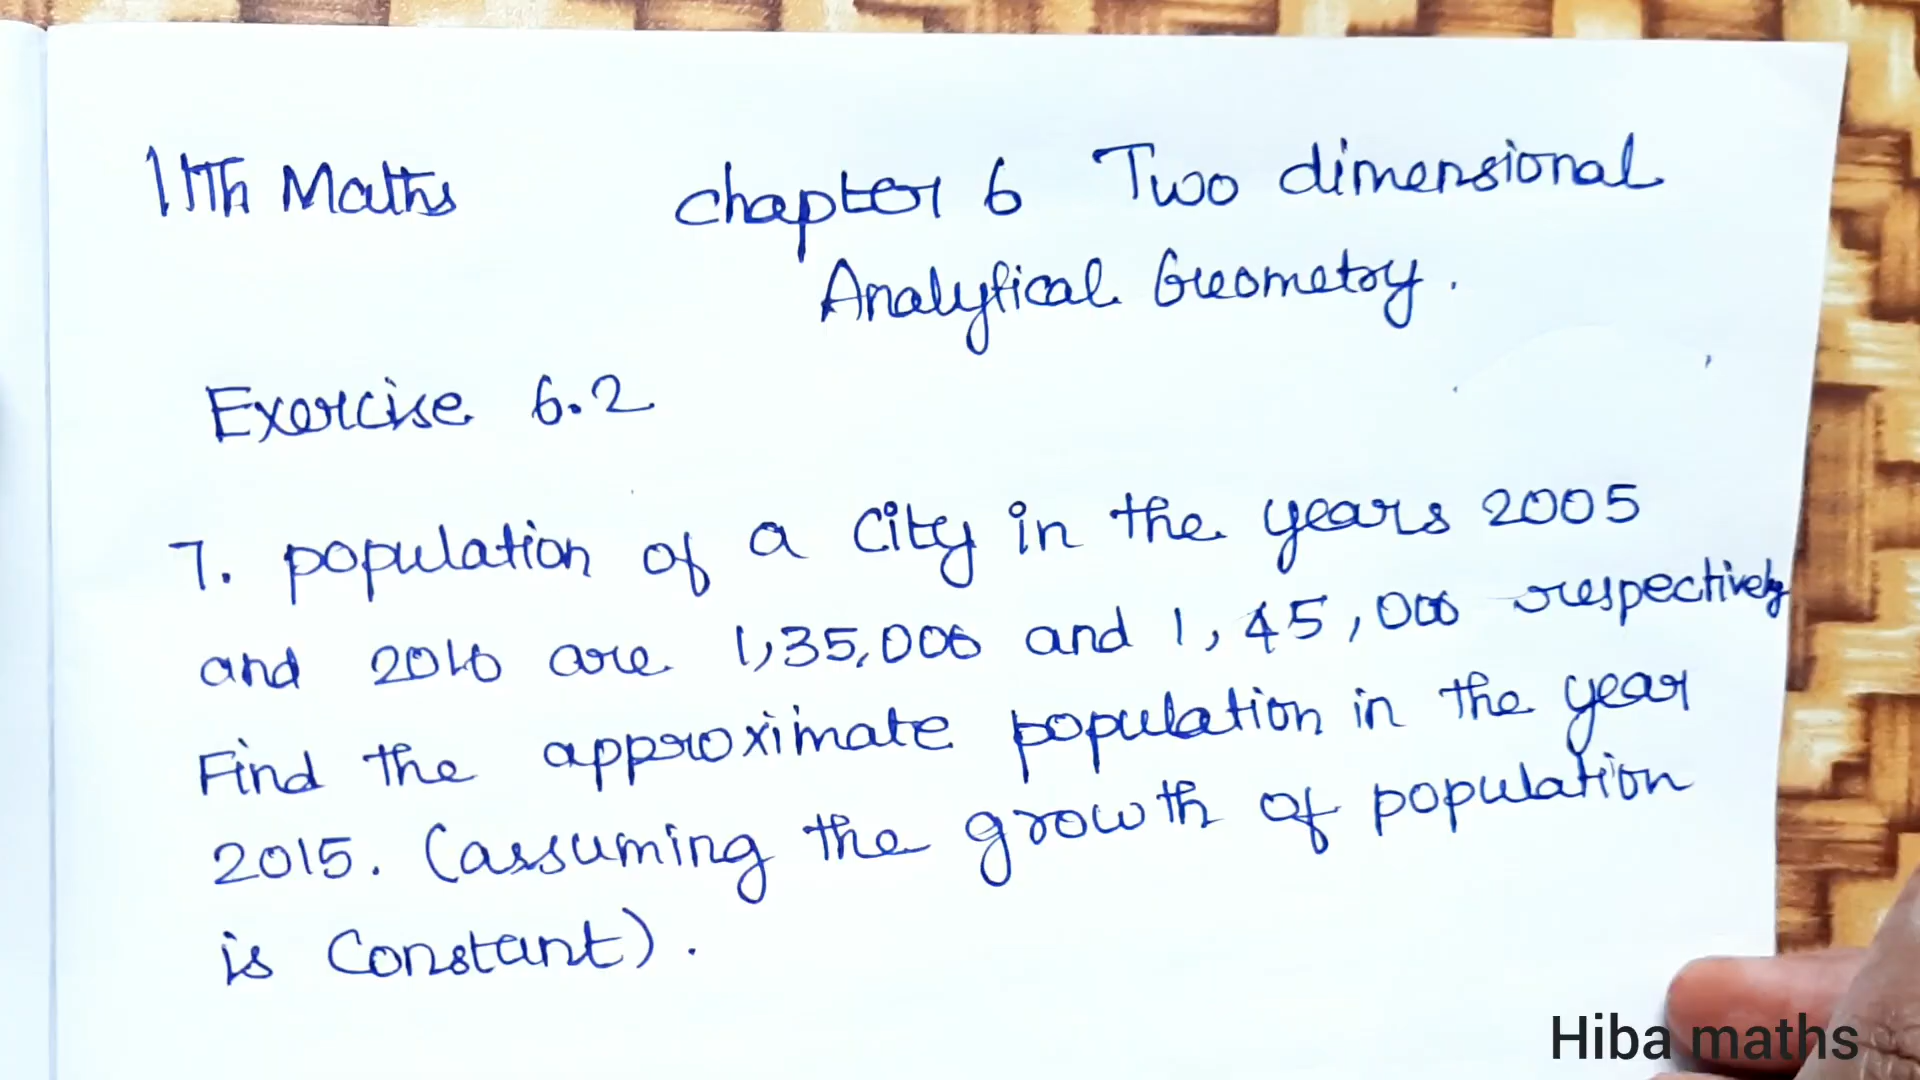 11th Maths chapter 6 Two dimensional
Analytical Geometry.
Exercise 6.2
7. population of a city in the years 2005
and 2010 are 1,35,000 and 1,45,000 respectively
Find the approximate population in the year
2015. (assuming the growth of population
is Constant).
Hiba maths